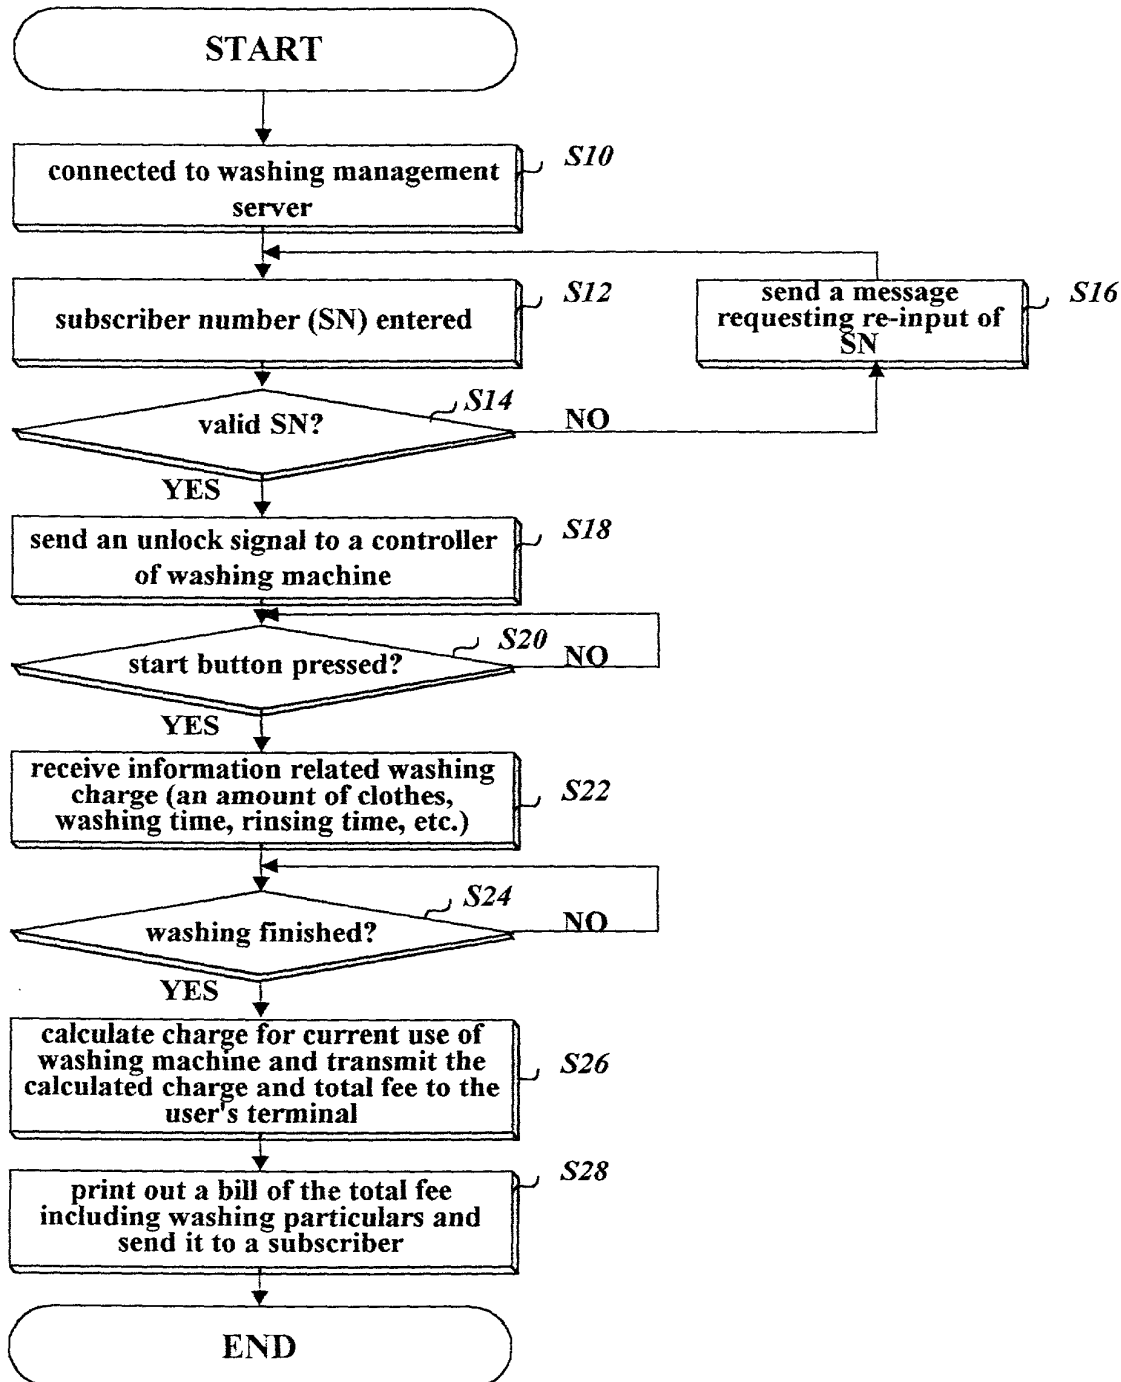 START
connected to washing management
server
S10
subscriber number (SN) entered
S12
send a message
requesting re-input of
SN
S16
valid SN?
S14
NO
YES
send an unlock signal to a controller
of washing machine
S18
start button pressed?
S20
NO
YES
receive information related washing
charge (an amount of clothes,
washing time, rinsing time, etc.)
S22
washing finished?
S24
NO
YES
calculate charge for current use of
washing machine and transmit the
calculated charge and total fee to the
user's terminal
S26
print out a bill of the total fee
including washing particulars and
send it to a subscriber
S28
END